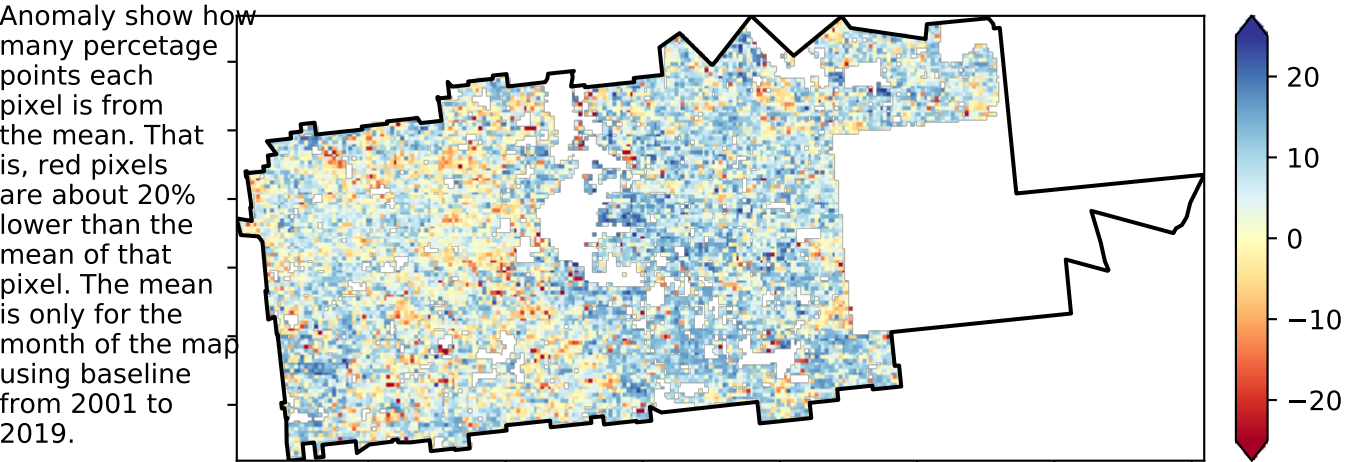 Anomaly show how
many percetage
points each
pixel is from
the mean. That
is, red pixels
are about 20%
lower than the
mean of that
pixel. The mean
is only for the
month of the map
using baseline
from 2001 to
2019.
20
10
0
−10
−20